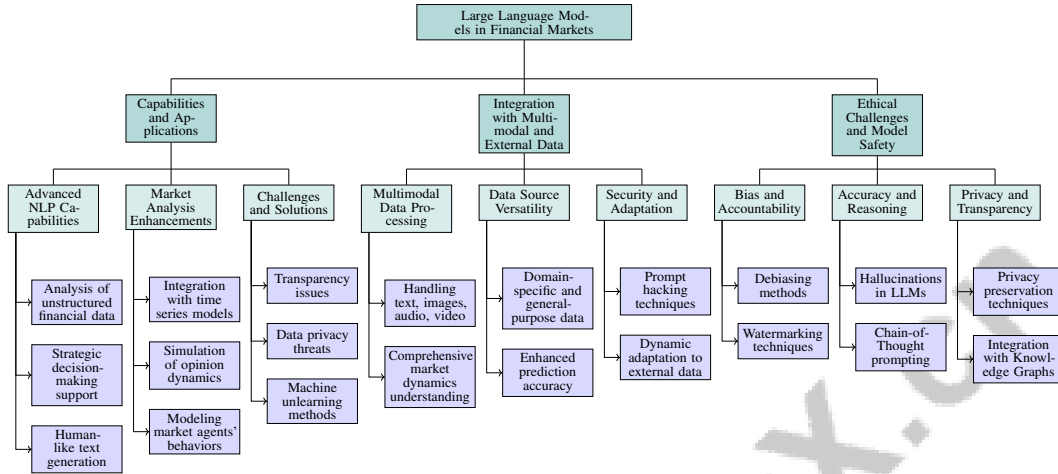 Large Language Mod-
els in Financial Markets
Capabilities
and Ap-
plications
Integration
with Multi-
modal and
External Data
Ethical
Challenges
and Model
Safety
Advanced
NLP Ca-
pabilities
Market
Analysis
Enhancements
Challenges
and Solutions
Multimodal
Data Pro-
cessing
Data Source
Versatility
Security and
Adaptation
Bias and
Accountability
Accuracy and
Reasoning
Privacy and
Transparency
Analysis of
unstructured
financial data
Strategic
decision-
making
support
Human-
like text
generation
Integration
with time
series models
Simulation
of opinion
dynamics
Modeling
market agents'
behaviors
Transparency
issues
Data privacy
threats
Machine
unlearning
methods
Handling
text, images,
audio, video
Comprehensive
market dynamics
understanding
Domain-
specific and
general-
purpose data
Enhanced
prediction
accuracy
Prompt
hacking
techniques
Dynamic
adaptation to
external data
Debiasing
methods
Watermarking
techniques
Hallucinations
in LLMs
Chain-of-
Thought
prompting
Privacy
preservation
techniques
Integration
with Knowl-
edge Graphs